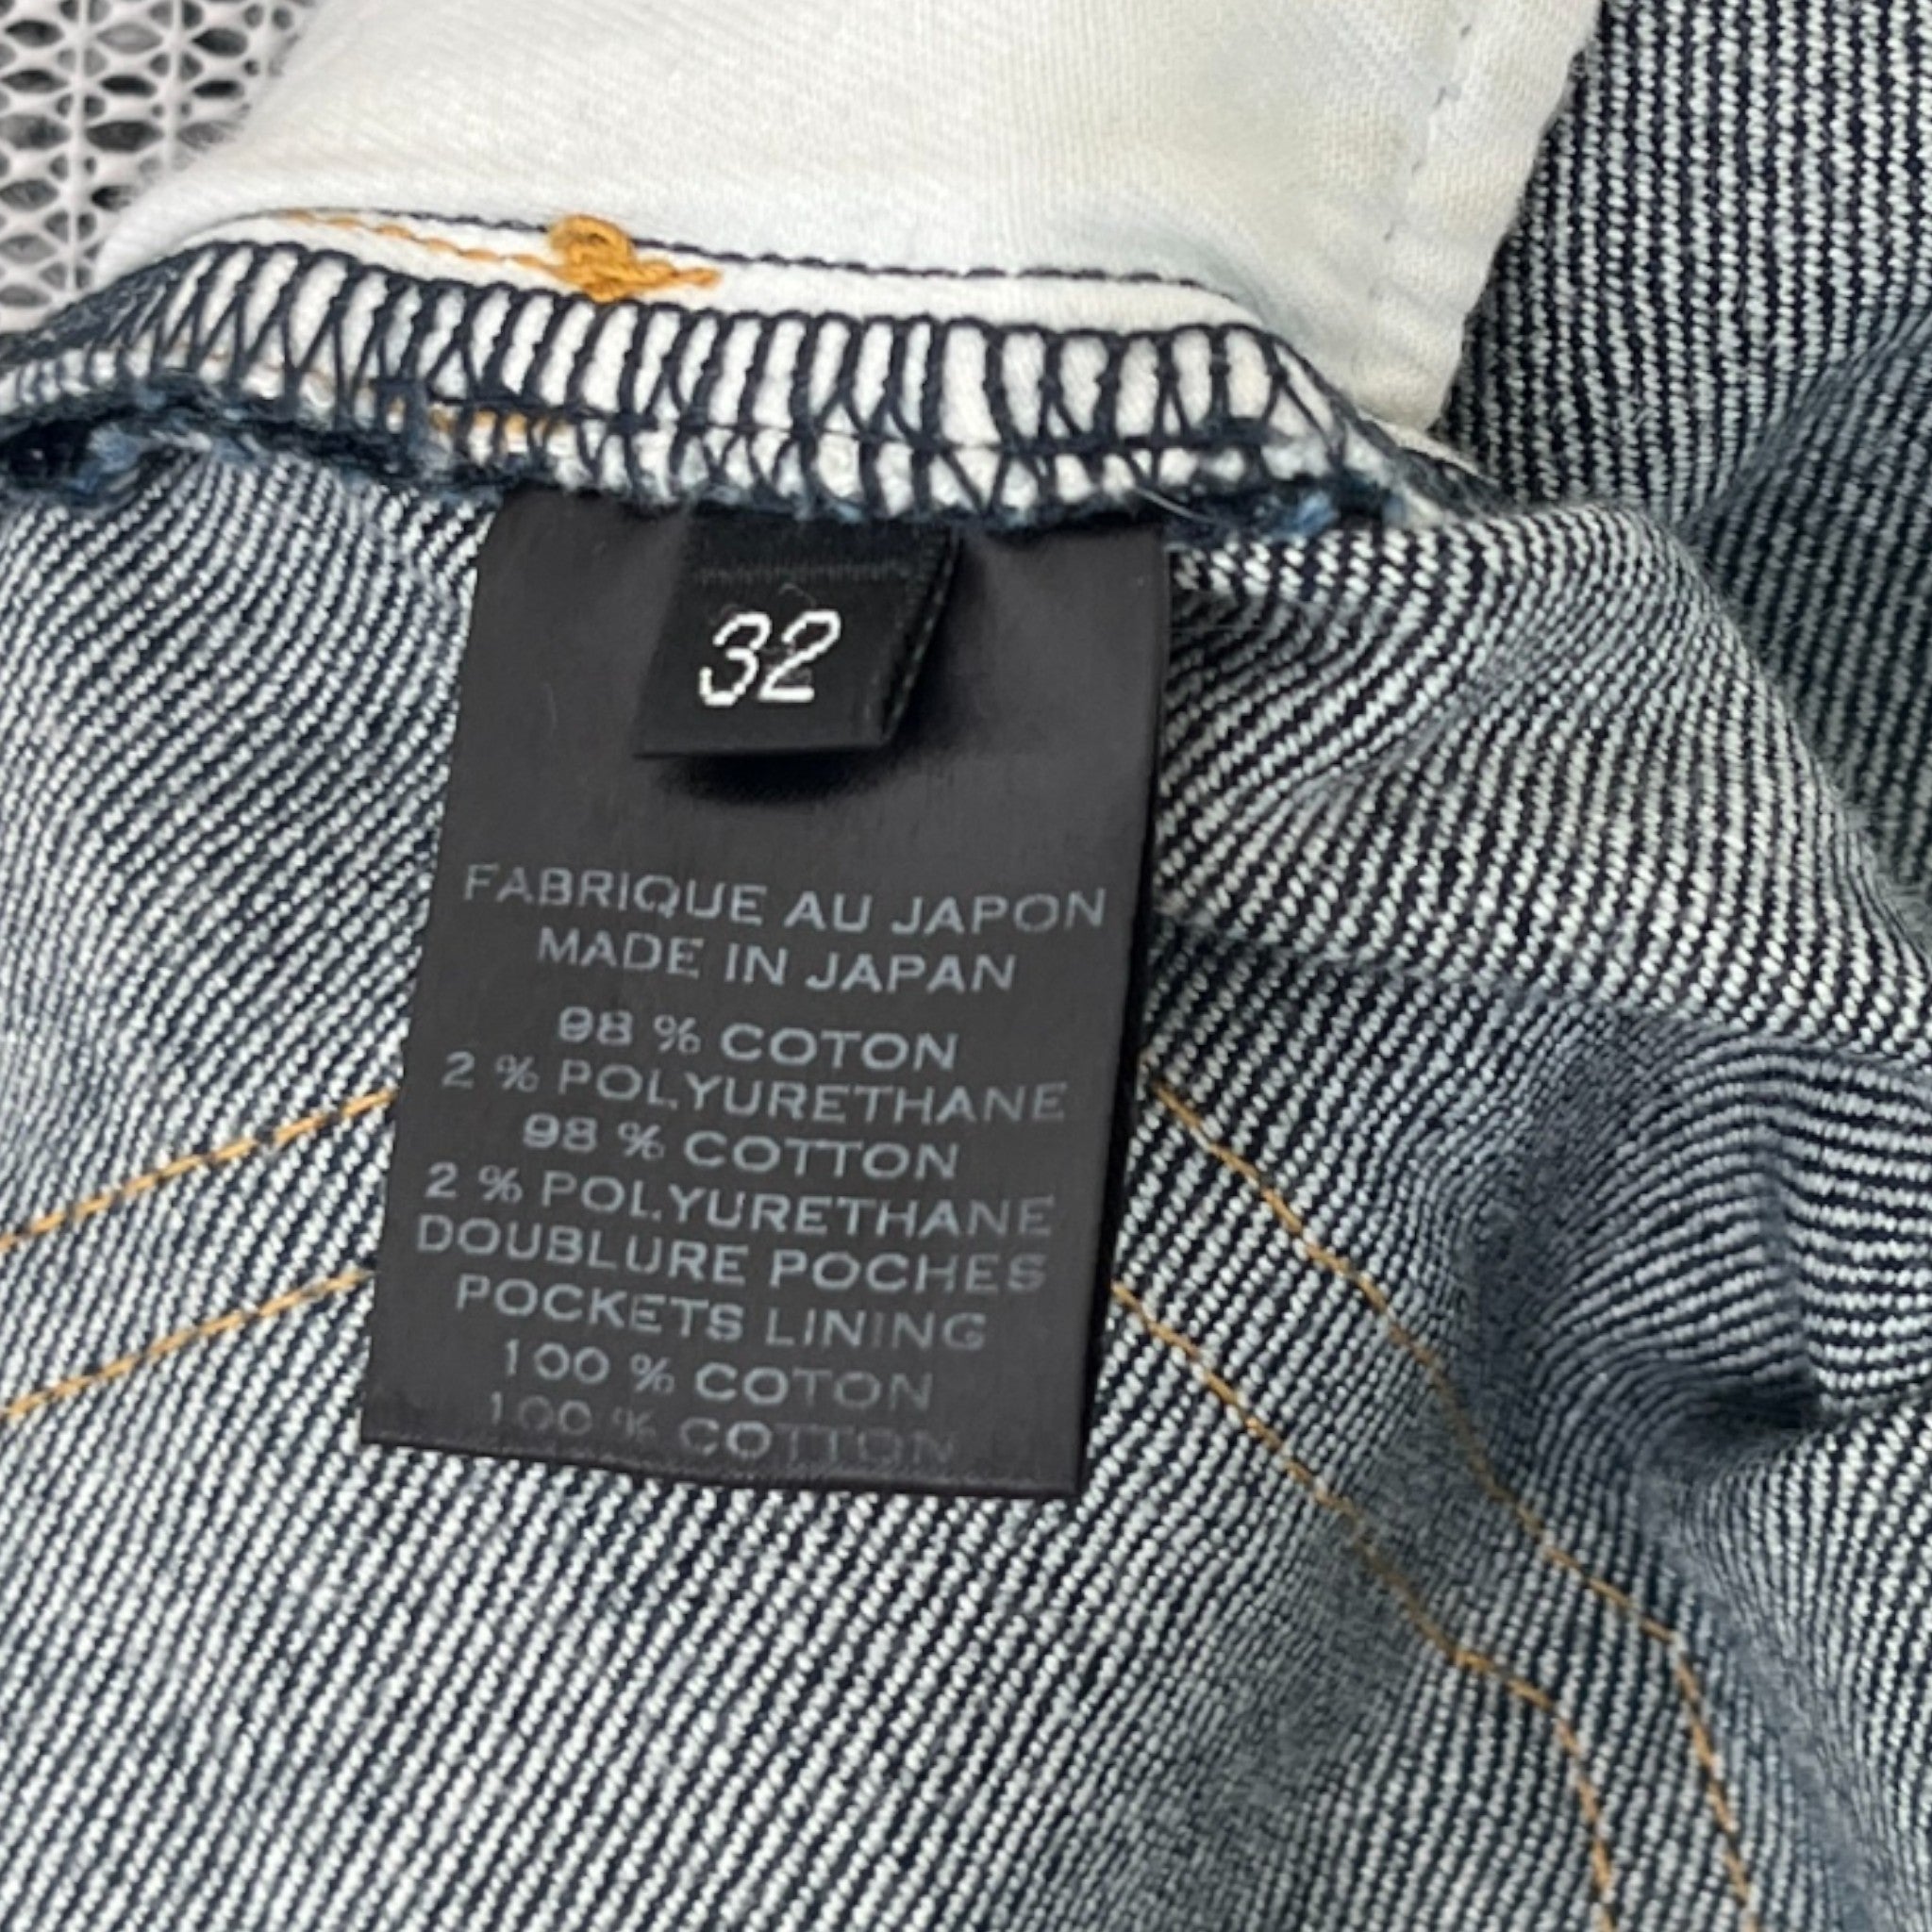 32
FABRIQUE AU JAPON
MADE IN JAPAN
98 % COTON
2 % POLYURETHANE
98 % COTTON
2 % POLYURETHANE
DOUBLURE POCHES
POCKETS LINING
100 % COTON
100 % COTTON